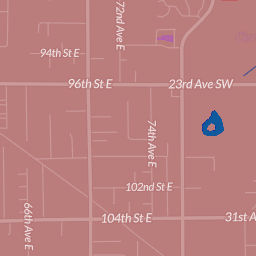 72nd Ave E
94th St E
96th St E
23rd Ave SW
74th Ave E
102nd St E
66th Ave E
104th St E
31st A